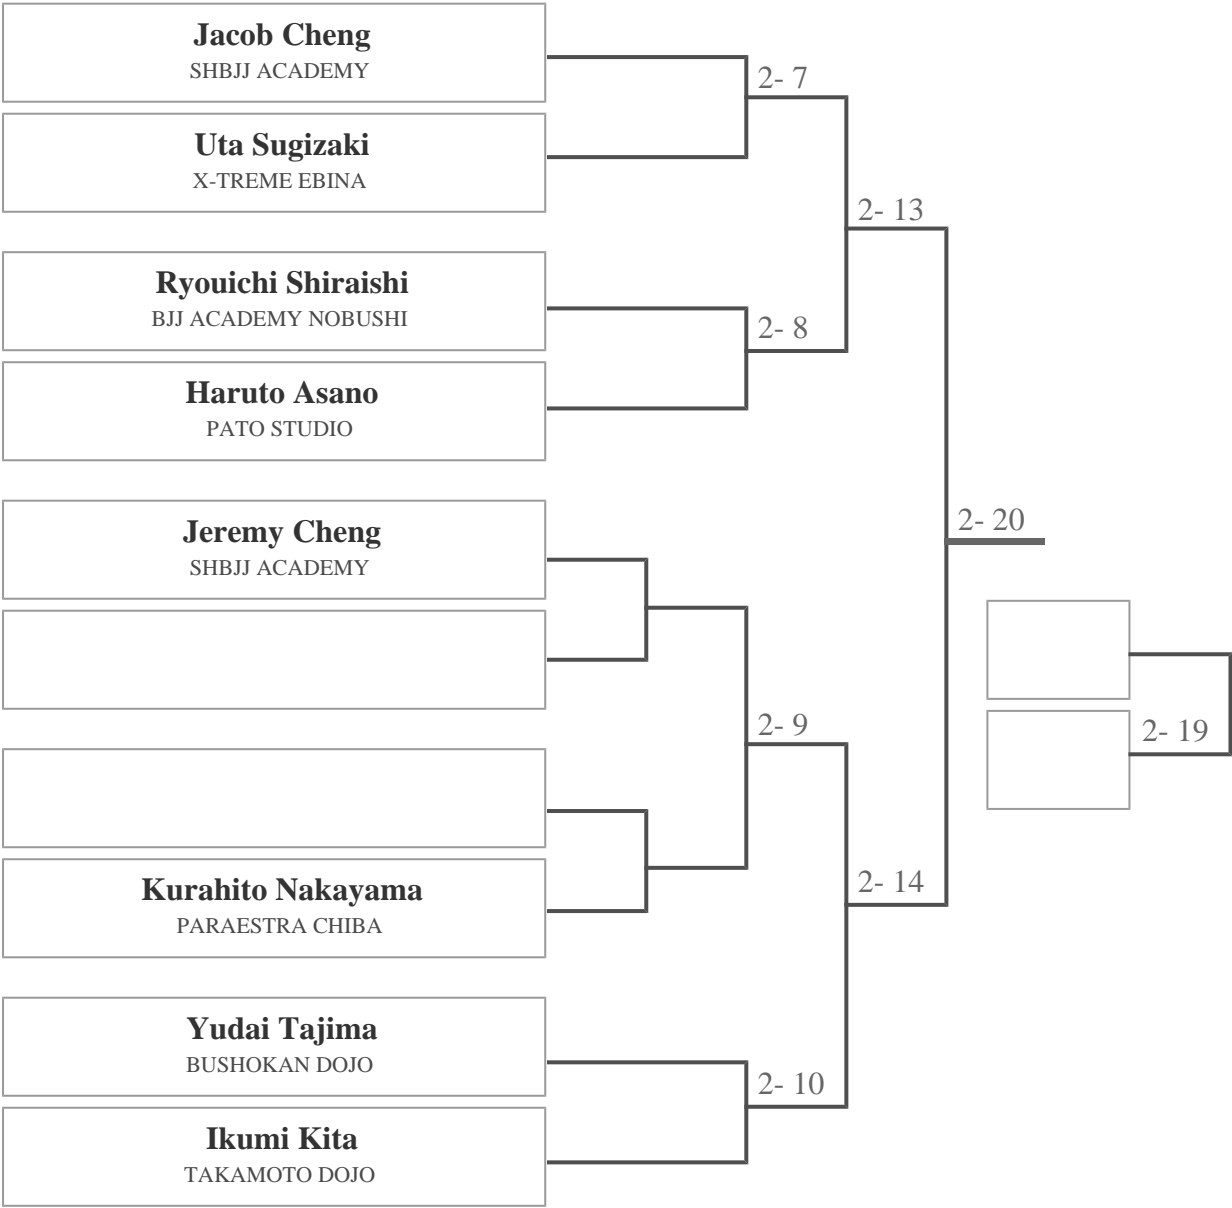 Jacob Cheng
SHBJJ ACADEMY
2- 7
Uta Sugizaki
X-TREME EBINA
2- 13
Ryouichi Shiraishi
BJJ ACADEMY NOBUSHI
2- 8
Haruto Asano
PATO STUDIO
Jeremy Cheng
SHBJJ ACADEMY
2- 20
2- 9
2- 19
Kurahito Nakayama
PARAESTRA CHIBA
2- 14
Yudai Tajima
BUSHOKAN DOJO
2- 10
Ikumi Kita
TAKAMOTO DOJO